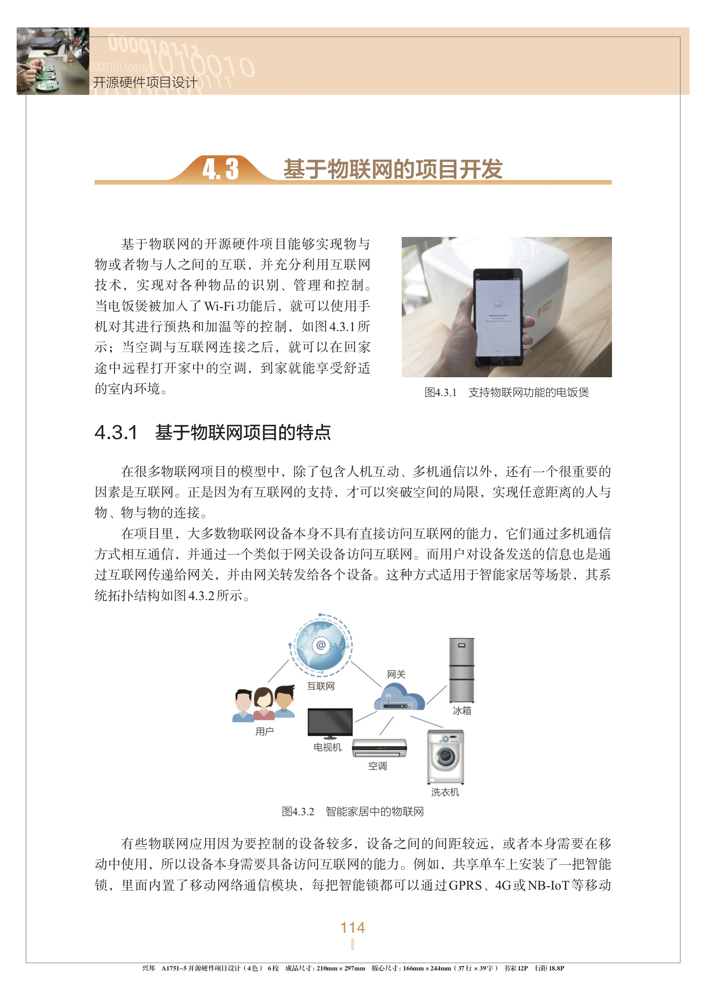 000010111
1010010
00001011001011
开源硬件项目设计
4.3 基于物联网的项目开发
基于物联网的开源硬件项目能够实现物与
物或者物与人之间的互联，并充分利用互联网
技术，实现对各种物品的识别、管理和控制。
当电饭煲被加入了Wi-Fi功能后，就可以使用手
机对其进行预热和加温等的控制，如图4.3.1所
示；当空调与互联网连接之后，就可以在回家
途中远程打开家中的空调，到家就能享受舒适
的室内环境。
22%
图4.3.1 支持物联网功能的电饭煲
4.3.1 基于物联网项目的特点
在很多物联网项目的模型中，除了包含人机互动、多机通信以外，还有一个很重要的
因素是互联网。正是因为有互联网的支持，才可以突破空间的局限，实现任意距离的人与
物、物与物的连接。
在项目里，大多数物联网设备本身不具有直接访问互联网的能力，它们通过多机通信
方式相互通信，并通过一个类似于网关设备访问互联网。而用户对设备发送的信息也是通
过互联网传递给网关，并由网关转发给各个设备。这种方式适用于智能家居等场景，其系
统拓扑结构如图4.3.2所示。
@
互联网
网关
冰箱
用户
电视机
空调
洗衣机
图4.3.2 智能家居中的物联网
有些物联网应用因为要控制的设备较多，设备之间的间距较远，或者本身需要在移
动中使用，所以设备本身需要具备访问互联网的能力。例如，共享单车上安装了一把智能
锁，里面内置了移动网络通信模块，每把智能锁都可以通过GPRS、4G或NB-IoT等移动
114
兴邦 A1751-5 开源硬件项目设计（4色） 6校 成品尺寸：210mm×297mm 版心尺寸：166mm×244mm（37行×39字） 书宋12P 行距18.8P